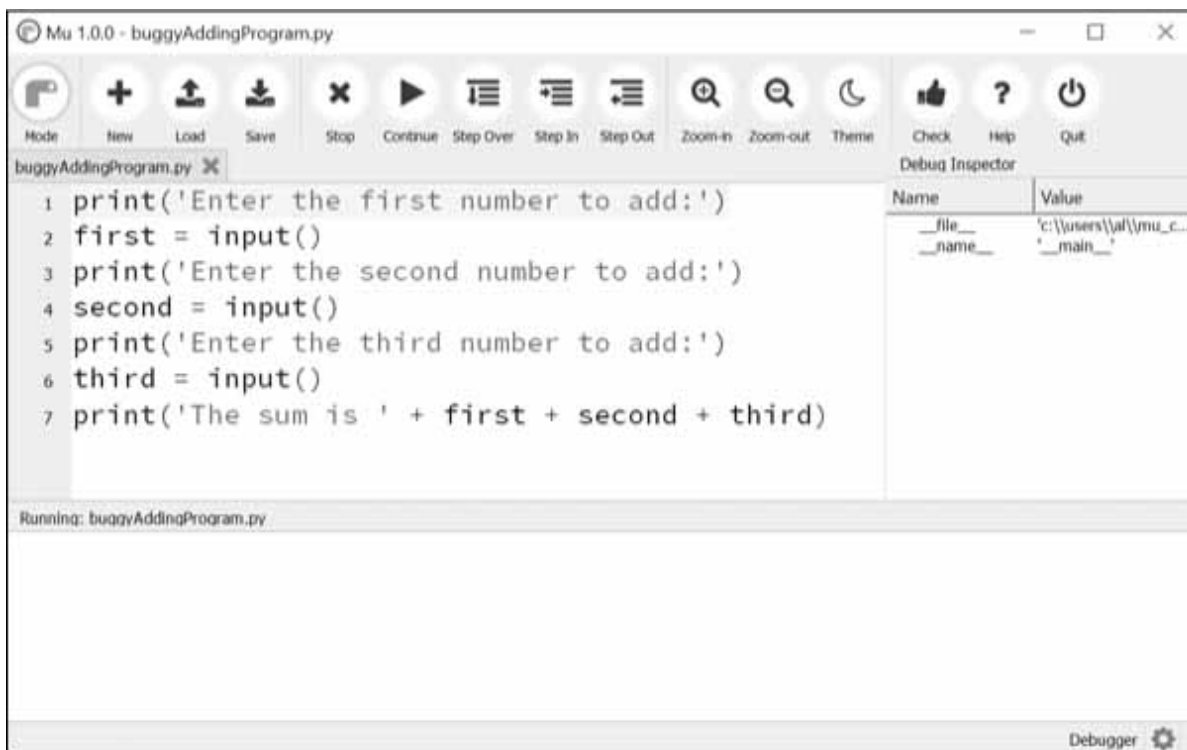 Mu 1.0.0 - buggyAddingProgram.py
Mode New Load Save Stop Continue Step Over Step In Step Out Zoom-in Zoom-out Theme Check Help Quit
buggyAddingProgram.py
1 print('Enter the first number to add:')
2 first = input()
3 print('Enter the second number to add:')
4 second = input()
5 print('Enter the third number to add:')
6 third = input()
7 print('The sum is ' + first + second + third)
Debug Inspector
Name Value
__file__ 'c:\\users\\al\\mu_c...
__name__ '__main__'
Running: buggyAddingProgram.py
Debugger